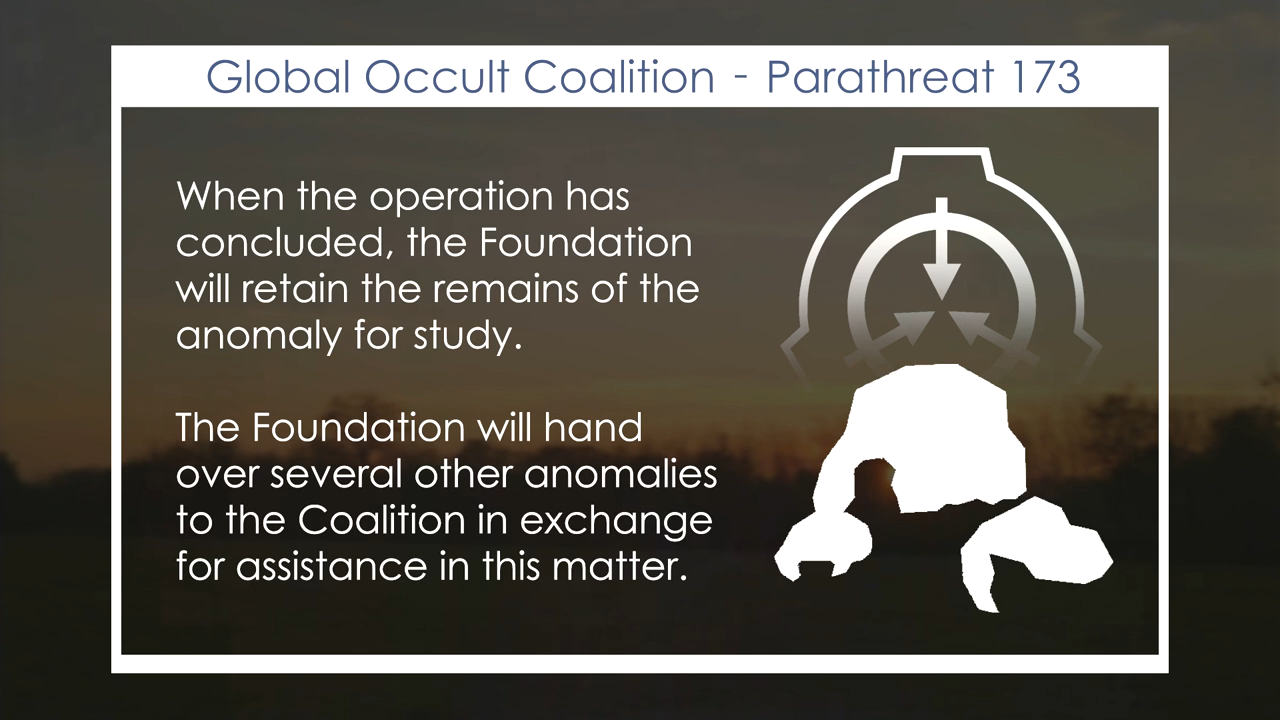 Global Occult Coalition - Parathreat 173
When the operation has
concluded, the Foundation
will retain the remains of the
anomaly for study.
The Foundation will hand
over several other anomalies
to the Coalition in exchange
for assistance in this matter.